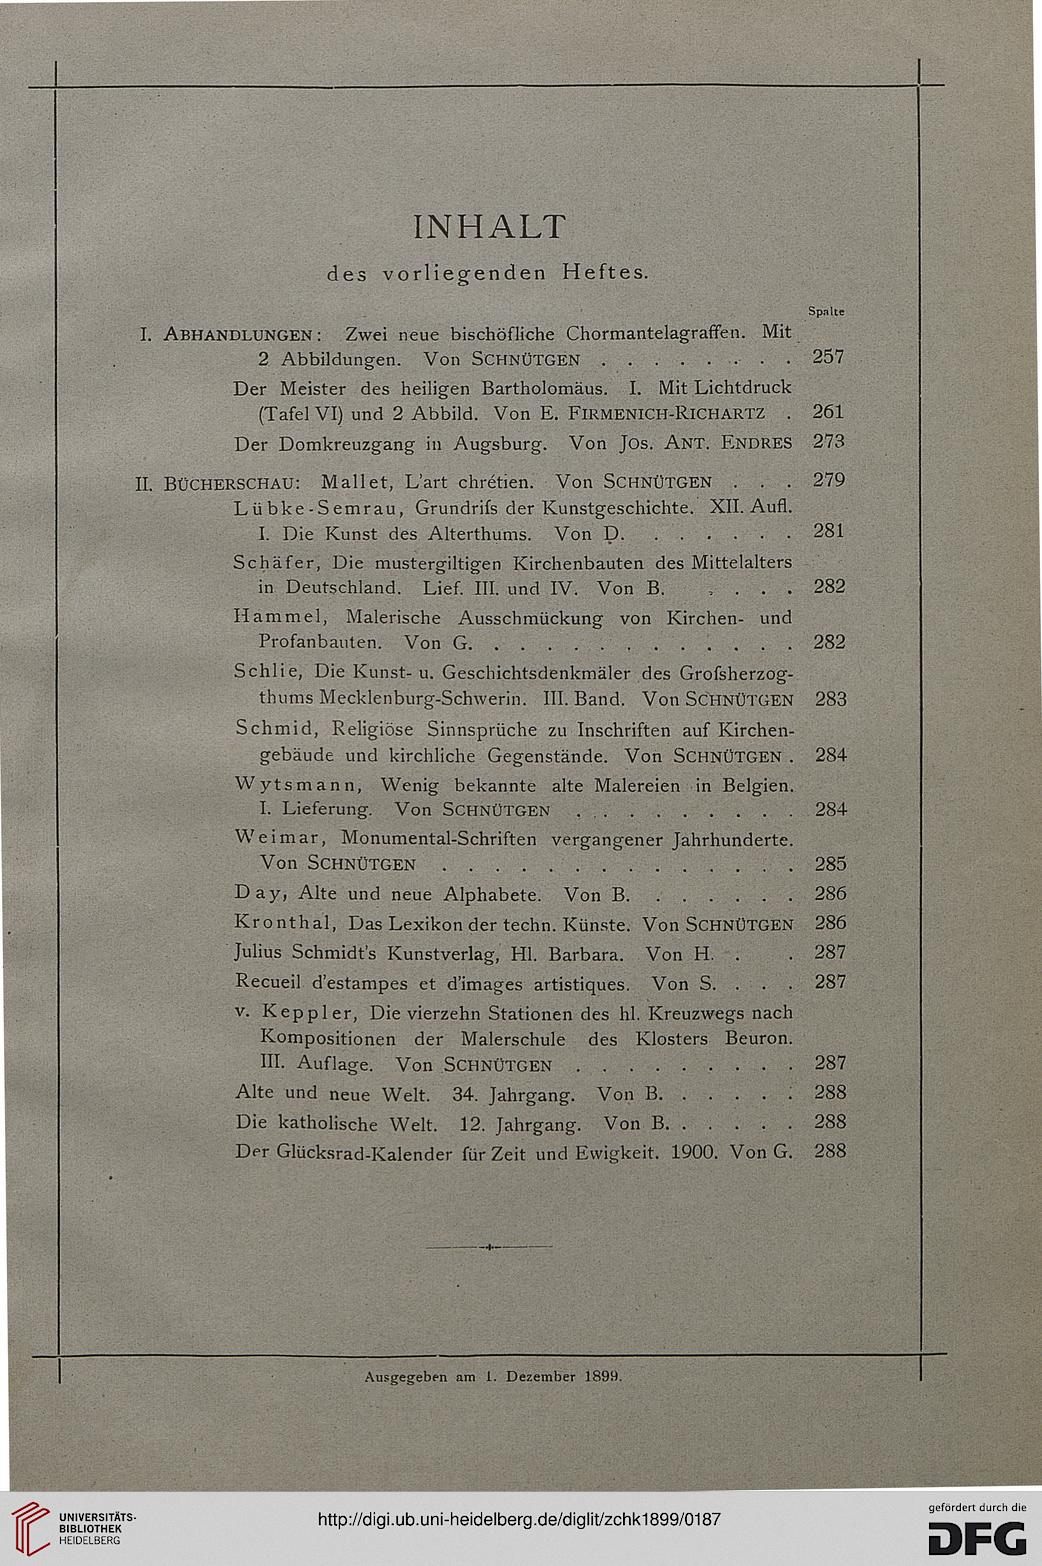 INHALT
des vorliegenden Heftes.
Spalte
I. ABHANDLUNGEN: Zwei neue bischöfliche Chormantelagraffen. Mit
2 Abbildungen. Von SCHNÜTGEN . . . . . . . . 257
Der Meister des heiligen Bartholomäus. I. Mit Lichtdruck
(Tafel VI) und 2 Abbild. Von E. FIRMENICH-RICHARTZ . 261
Der Domkreuzgang in Augsburg. Von JOS. ANT. ENDRES 273
II. BÜCHERSCHAU: Mallet, L'art chrétien. Von SCHNÜTGEN . . . 279
Lübke-Semrau, Grundriſs der Kunstgeschichte. XII. Aufl.
I. Die Kunst des Alterthums. Von D. . . . . . . 281
Schäfer, Die mustergiltigen Kirchenbauten des Mittelalters
in Deutschland. Lief. III. und IV. Von B. . . . . 282
Hammel, Malerische Ausschmückung von Kirchen- und
Profanbauten. Von G. . . . . . . . . . . . . 282
Schlie, Die Kunst- u. Geschichtsdenkmäler des Groſsherzog-
thums Mecklenburg-Schwerin. III. Band. Von SCHNÜTGEN 283
Schmid, Religiöse Sinnsprüche zu Inschriften auf Kirchen-
gebäude und kirchliche Gegenstände. Von SCHNÜTGEN . 284
Wytsmann, Wenig bekannte alte Malereien in Belgien.
I. Lieferung. Von SCHNÜTGEN . . . . . . . . . 284
Weimar, Monumental-Schriften vergangener Jahrhunderte.
Von SCHNÜTGEN . . . . . . . . . . . . . . 285
Day, Alte und neue Alphabete. Von B. . . . . . . 286
Kronthal, Das Lexikon der techn. Künste. Von SCHNÜTGEN 286
Julius Schmidt's Kunstverlag, Hl. Barbara. Von H. . . 287
Recueil d'estampes et d'images artistiques. Von S. . . . 287
v. Keppler, Die vierzehn Stationen des hl. Kreuzwegs nach
Kompositionen der Malerschule des Klosters Beuron.
III. Auflage. Von SCHNÜTGEN . . . . . . . . . 287
Alte und neue Welt. 34. Jahrgang. Von B. . . . . . 288
Die katholische Welt. 12. Jahrgang. Von B. . . . . . 288
Der Glücksrad-Kalender für Zeit und Ewigkeit. 1900. Von G. 288
Ausgegeben am 1. Dezember 1899.
UNIVERSITÄTS-
BIBLIOTHEK
HEIDELBERG
http://digi.ub.uni-heidelberg.de/diglit/zchk1899/0187
gefördert durch die
DFG